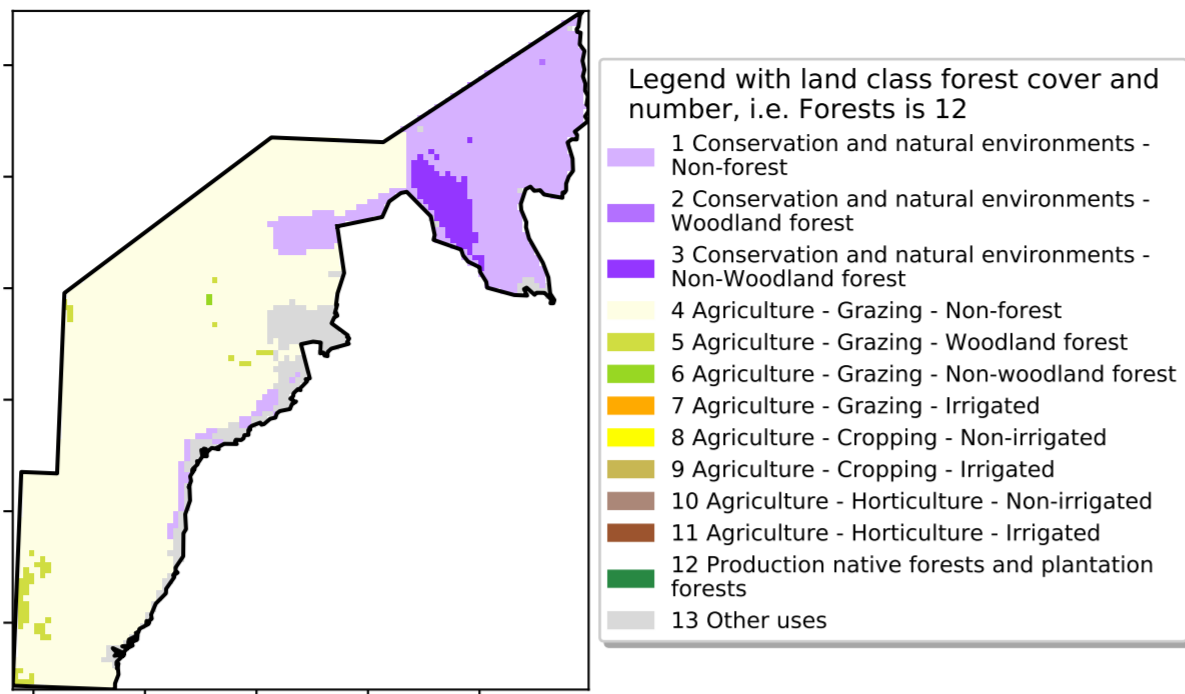 Legend with land class forest cover and
number, i.e. Forests is 12
1 Conservation and natural environments -
Non-forest
2 Conservation and natural environments -
Woodland forest
3 Conservation and natural environments -
Non-Woodland forest
4 Agriculture - Grazing - Non-forest
5 Agriculture - Grazing - Woodland forest
6 Agriculture - Grazing - Non-woodland forest
7 Agriculture - Grazing - Irrigated
8 Agriculture - Cropping - Non-irrigated
9 Agriculture - Cropping - Irrigated
10 Agriculture - Horticulture - Non-irrigated
11 Agriculture - Horticulture - Irrigated
12 Production native forests and plantation
forests
13 Other uses